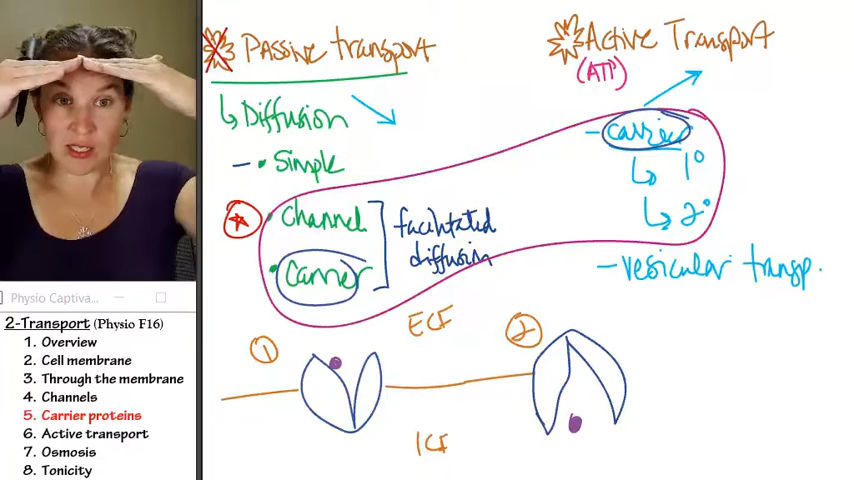 Passive transport
Active Transport
(ATP)
Diffusion
- • Simple
• Channel
• Carrier
facilitated
diffusion
- carrier
1°
2°
- vesicular transp.
ECF
1
2
ICF
Physio Captiva...
2-Transport (Physio F16)
1. Overview
2. Cell membrane
3. Through the membrane
4. Channels
5. Carrier proteins
6. Active transport
7. Osmosis
8. Tonicity